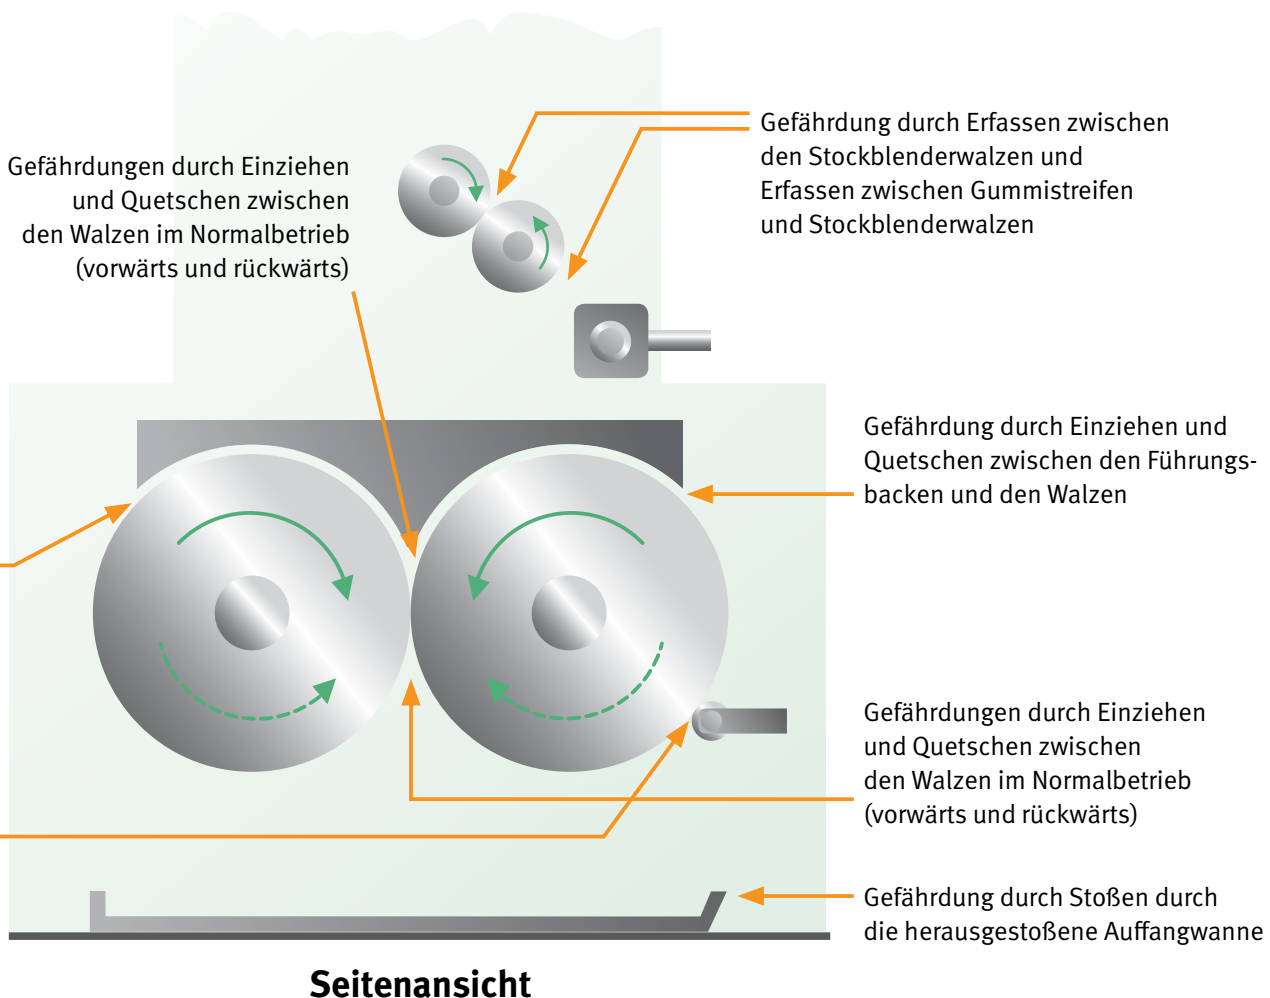 Gefährdungen durch Einziehen
und Quetschen zwischen
den Walzen im Normalbetrieb
(vorwärts und rückwärts)
Gefährdung durch Erfassen zwischen
den Stockblenderwalzen und
Erfassen zwischen Gummistreifen
und Stockblenderwalzen
Gefährdung durch Einziehen und
Quetschen zwischen den Führungs-
backen und den Walzen
Gefährdungen durch Einziehen
und Quetschen zwischen
den Walzen im Normalbetrieb
(vorwärts und rückwärts)
Gefährdung durch Stoßen durch
die herausgestoßene Auffangwanne
Seitenansicht